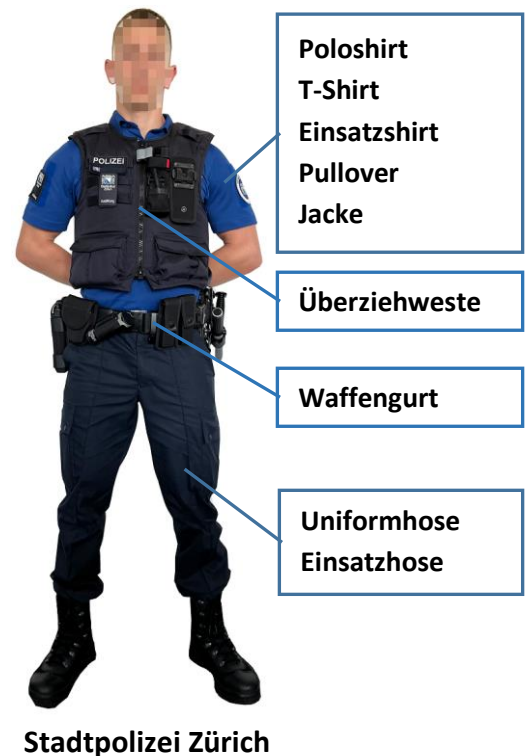 Poloshirt
T-Shirt
Einsatzshirt
Pullover
Jacke
POLIZEI
Überziehweste
Waffengurt
Uniformhose
Einsatzhose
Stadtpolizei Zürich